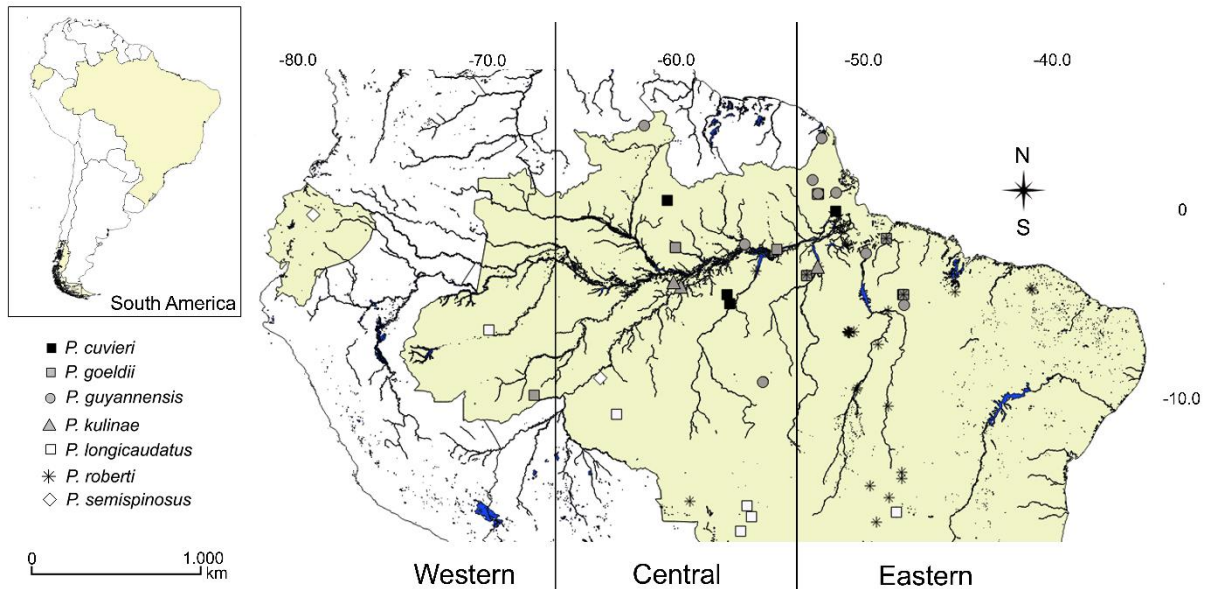 South America
P. cuvieri
P. goeldii
P. guyannensis
P. kulinae
P. longicaudatus
P. roberti
P. semispinosus
0 1.000
km
-80.0 -70.0 -60.0 -50.0 -40.0
N
S
0
-10.0
Western Central Eastern